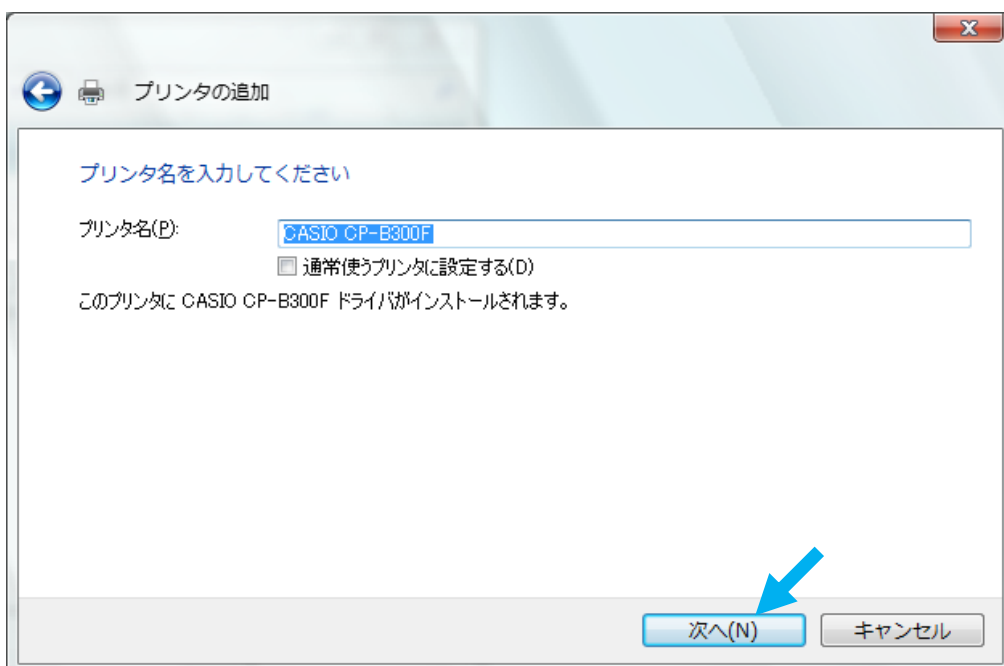 プリンタの追加
プリンタ名を入力してください
プリンタ名(P): CASIO CP-B300F
通常使うプリンタに設定する(D)
このプリンタに CASIO CP-B300F ドライバがインストールされます。
次へ(N) キャンセル